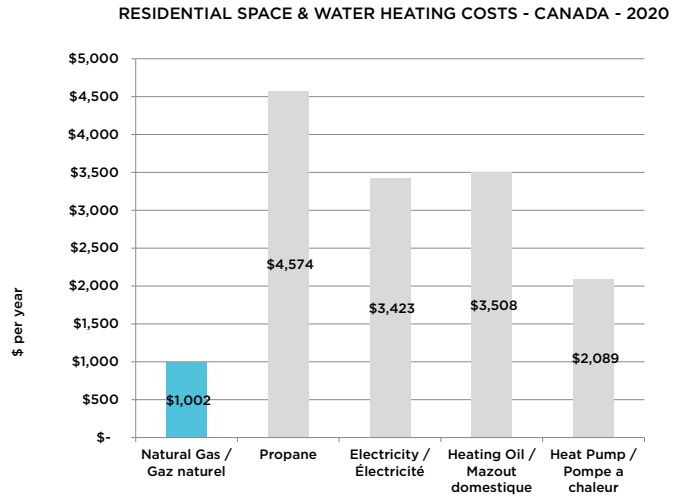 RESIDENTIAL SPACE & WATER HEATING COSTS - CANADA - 2020
$5,000
$4,500
$4,000
$3,500
$3,000
$2,500
$2,000
$1,500
$1,000
$500
$-
$ per year
$1,002
$4,574
$3,423
$3,508
$2,089
Natural Gas /
Gaz naturel
Propane
Electricity /
Électricité
Heating Oil /
Mazout
domestique
Heat Pump /
Pompe a
chaleur